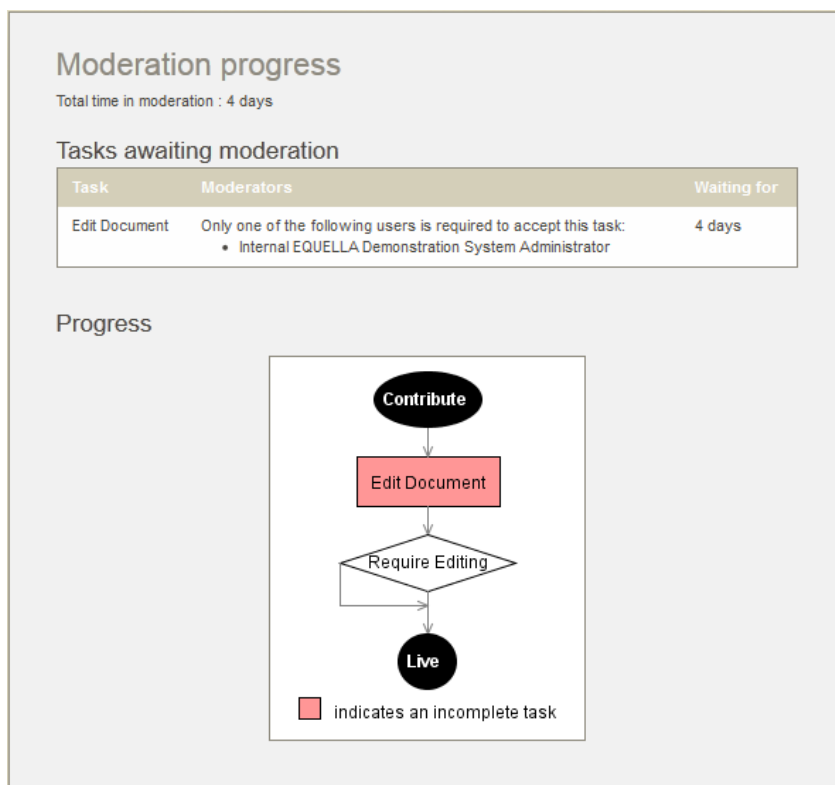 Moderation progress
Total time in moderation : 4 days
Tasks awaiting moderation
Task Moderators Waiting for
Edit Document Only one of the following users is required to accept this task: 4 days
• Internal EQUELLA Demonstration System Administrator
Progress
Contribute
Edit Document
Require Editing
Live
indicates an incomplete task